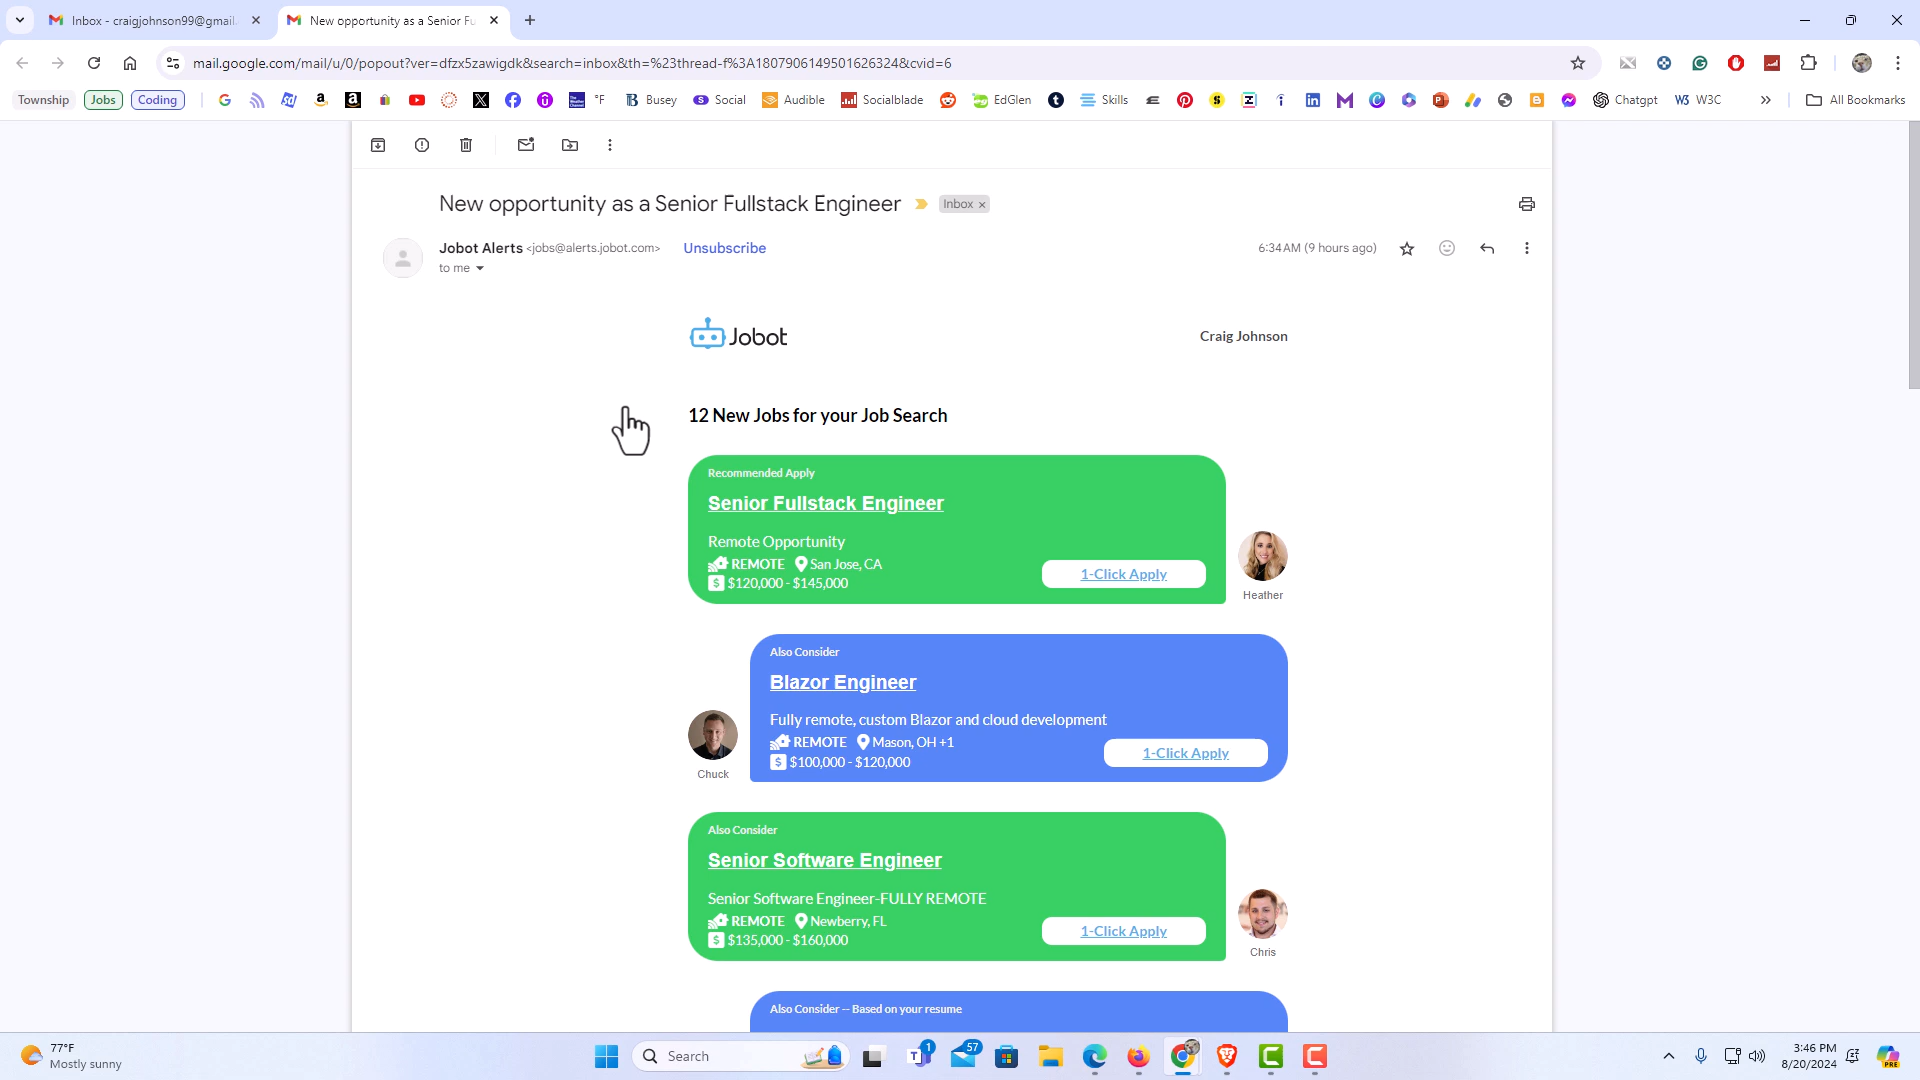 Inbox - craigjohnson99@gmail.
New opportunity as a Senior Fu
mail.google.com/mail/u/0/popout?ver=dfzx5zawigdk&search=inbox&th=%23thread-f%3A1807906149501626324&cvid=6
Township Jobs Coding °F Busey Social Audible Socialblade EdGlen Skills Chatgpt W3C All Bookmarks
New opportunity as a Senior Fullstack Engineer Inbox
Jobot Alerts <jobs@alerts.jobot.com> Unsubscribe 6:34 AM (9 hours ago)
to me
Jobot Craig Johnson
12 New Jobs for your Job Search
Recommended Apply
Senior Fullstack Engineer
Remote Opportunity
REMOTE San Jose, CA
$120,000 - $145,000
1-Click Apply
Heather
Also Consider
Blazor Engineer
Fully remote, custom Blazor and cloud development
REMOTE Mason, OH +1
$100,000 - $120,000
1-Click Apply
Chuck
Also Consider
Senior Software Engineer
Senior Software Engineer-FULLY REMOTE
REMOTE Newberry, FL
$135,000 - $160,000
1-Click Apply
Chris
Also Consider -- Based on your resume
77°F
Mostly sunny
Search
1
57
3:46 PM
8/20/2024